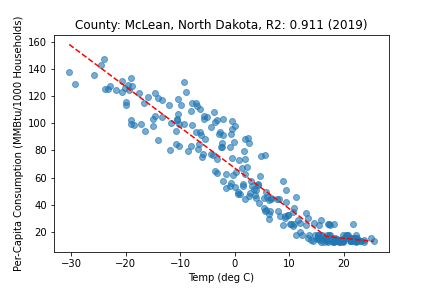 County: McLean, North Dakota, R2: 0.911 (2019)
Per-Capita Consumption (MMBtu/1000 Households)
160
140
120
100
80
60
40
20
−30 −20 −10 0 10 20
Temp (deg C)